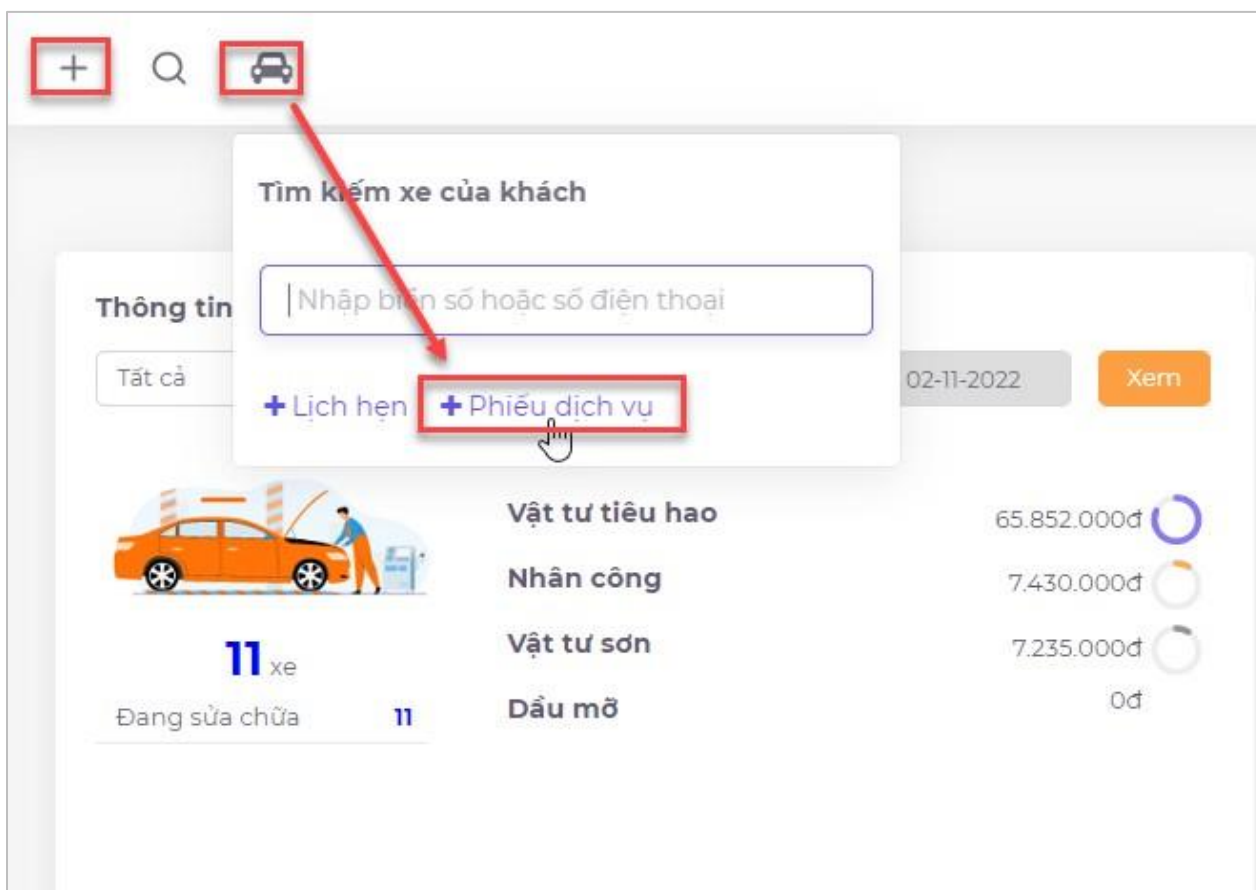 Tìm kiếm xe của khách
Nhập biển số hoặc số điện thoại
Thông tin
Tất cả
02-11-2022
Xem
+ Lịch hẹn
+ Phiếu dịch vụ
Vật tư tiêu hao
65.852.000đ
Nhân công
7.430.000đ
Vật tư sơn
7.235.000đ
11 xe
Dầu mỡ
0đ
Đang sửa chữa
11